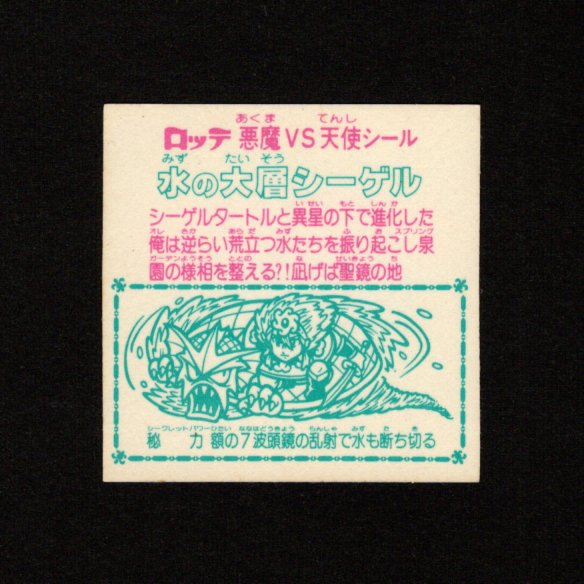 ロッテ 悪魔VS天使シール
水の大層シーゲル
シーゲルタートルと異星の下で進化した
俺は逆らい荒立つ水たちを振り起こし泉
園の様相を整える?!凪げば聖鏡の地
秘 力 額の7波頭鏡の乱射で水も断ち切る